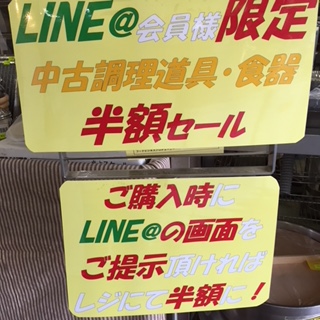 LINE@会員様限定
中古調理道具・食器
半額セール
ご購入時に
LINE@の画面を
ご提示頂ければ
レジにて半額に!